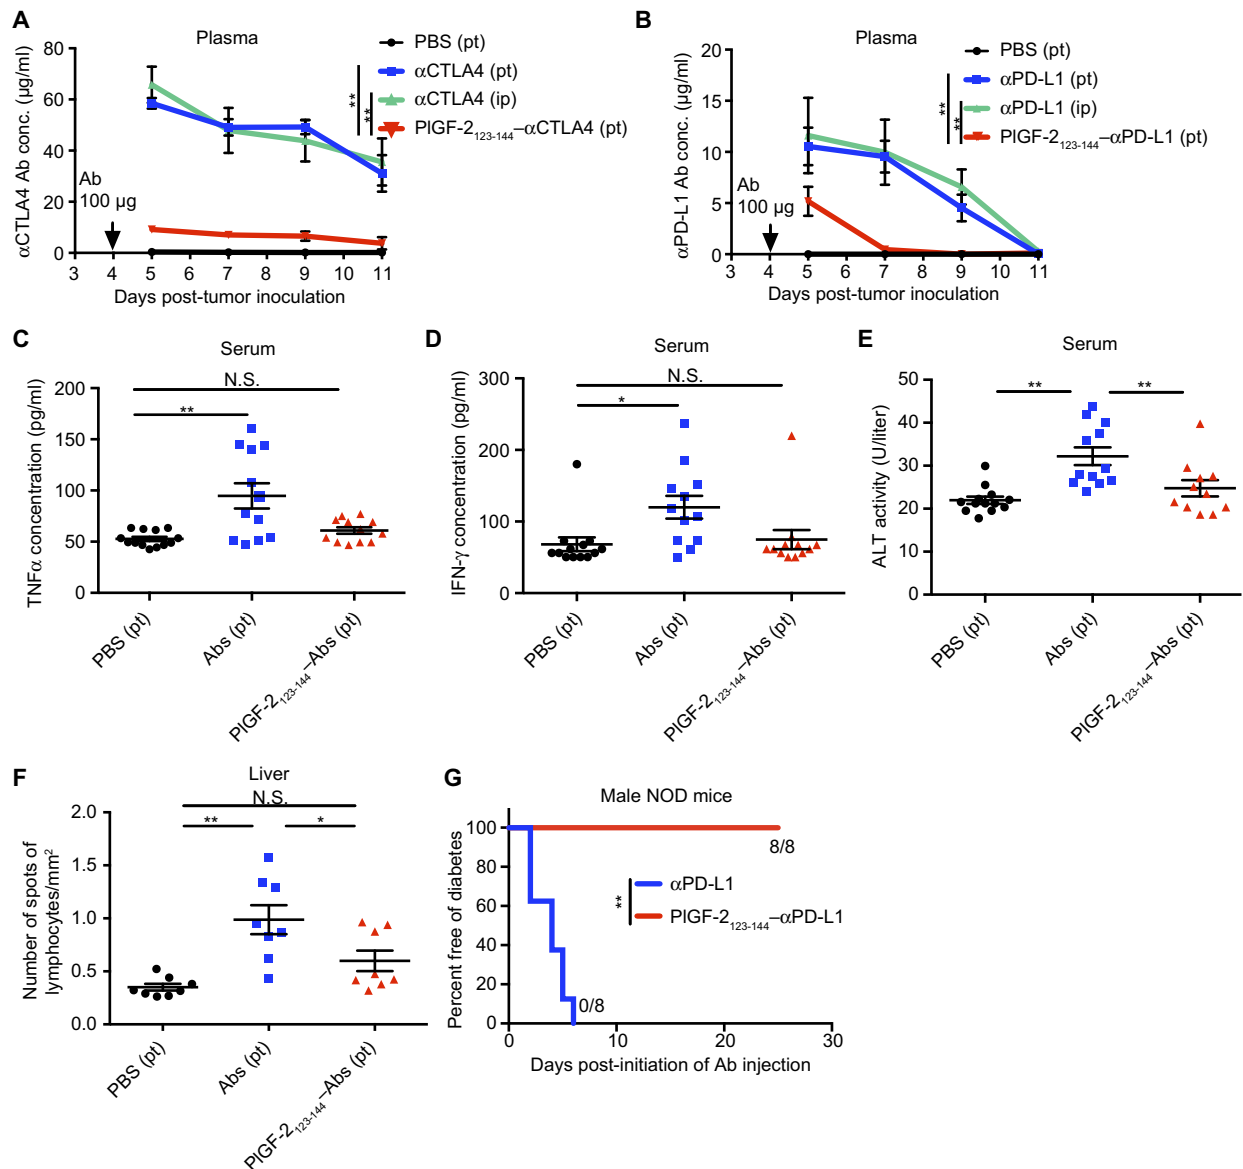 A
Plasma
αCTLA4 Ab conc. (μg/ml)
80
60
40
20
0
Ab
100 μg
3 4 5 6 7 8 9 10 11
Days post-tumor inoculation
PBS (pt)
αCTLA4 (pt)
αCTLA4 (ip)
PlGF-2123-144–αCTLA4 (pt)
**
**
B
Plasma
αPD-L1 Ab conc. (μg/ml)
20
15
10
5
0
Ab
100 μg
3 4 5 6 7 8 9 10 11
Days post-tumor inoculation
PBS (pt)
αPD-L1 (pt)
αPD-L1 (ip)
PlGF-2123-144–αPD-L1 (pt)
**
**
C
Serum
N.S.
**
TNFα concentration (pg/ml)
200
150
100
50
0
PBS (pt)
Abs (pt)
PlGF-2123-144–Abs (pt)
D
Serum
N.S.
*
IFN-γ concentration (pg/ml)
300
200
100
0
PBS (pt)
Abs (pt)
PlGF-2123-144–Abs (pt)
E
Serum
** **
ALT activity (U/liter)
50
40
30
20
10
0
PBS (pt)
Abs (pt)
PlGF-2123-144–Abs (pt)
F
Liver
N.S.
** *
Number of spots of
lymphocytes/mm2
2.0
1.5
1.0
0.5
0.0
PBS (pt)
Abs (pt)
PlGF-2123-144–Abs (pt)
G
Male NOD mice
Percent free of diabetes
100
80
60
40
20
0
8/8
αPD-L1
PlGF-2123-144–αPD-L1
**
0/8
0 10 20 30
Days post-initiation of Ab injection